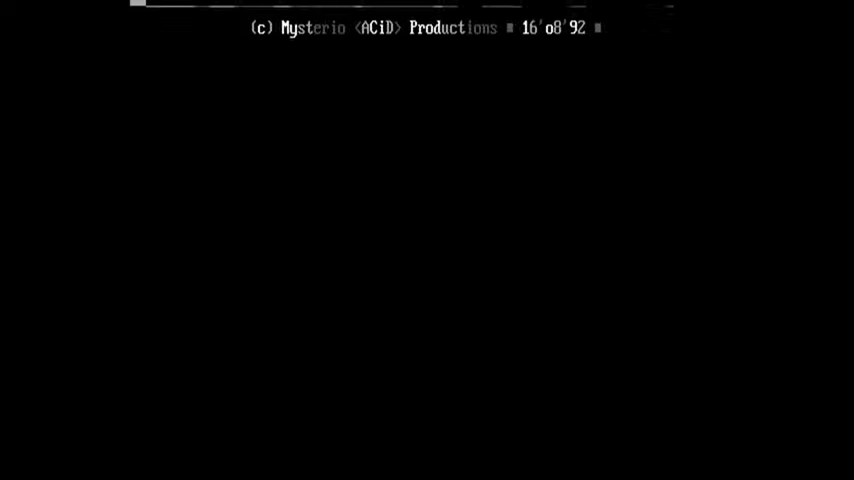 (c) Mysterio <ACiD> Productions ■ 16'o8'92 ■